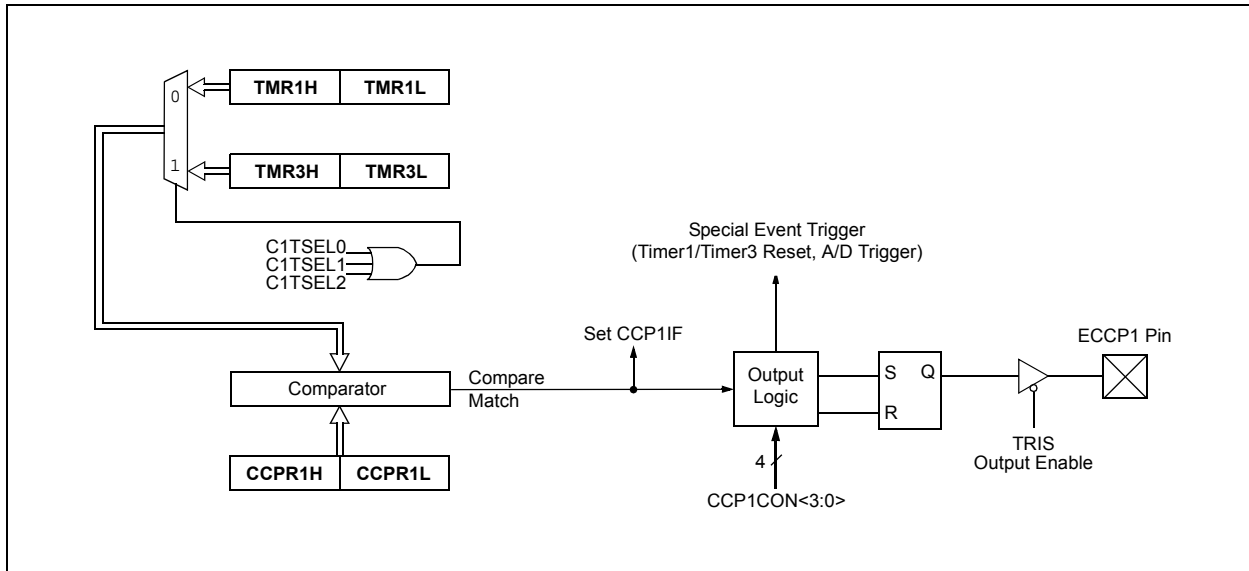 0
TMR1H TMR1L
1
TMR3H TMR3L
C1TSEL0
C1TSEL1
C1TSEL2
Special Event Trigger
(Timer1/Timer3 Reset, A/D Trigger)
Set CCP1IF
ECCP1 Pin
Comparator
Compare
Match
Output
Logic
S Q
R
TRIS
Output Enable
4
CCPR1H CCPR1L
CCP1CON<3:0>